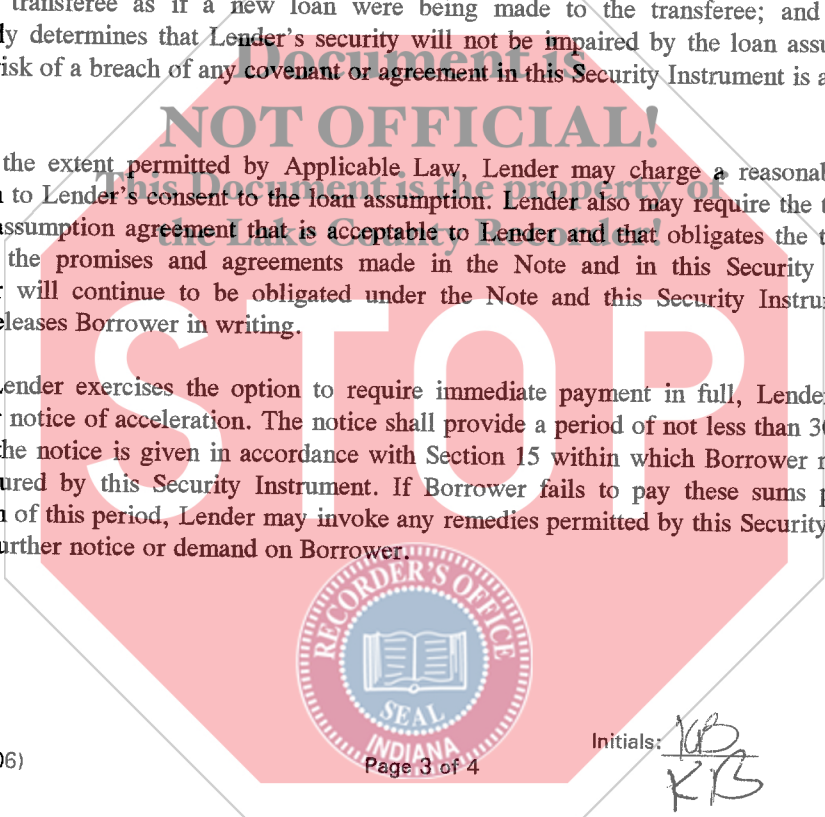 transferee as if a new loan were being made to the transferee; and
ly determines that Lender's security will not be impaired by the loan assu
risk of a breach of any covenant or agreement in this Security Instrument is a
Document is
NOT OFFICIAL!
This Document is the property of
the Lake County Recorder!
the extent permitted by Applicable Law, Lender may charge a reasonab
n to Lender's consent to the loan assumption. Lender also may require the t
assumption agreement that is acceptable to Lender and that obligates the t
the promises and agreements made in the Note and in this Security
r will continue to be obligated under the Note and this Security Instru
eleases Borrower in writing.
STOP
Lender exercises the option to require immediate payment in full, Lende
r notice of acceleration. The notice shall provide a period of not less than 30
the notice is given in accordance with Section 15 within which Borrower
ured by this Security Instrument. If Borrower fails to pay these sums p
n of this period, Lender may invoke any remedies permitted by this Security
urther notice or demand on Borrower.
RECORDER'S OFFICE
SEAL
INDIANA
Initials: KB
KB
06)
Page 3 of 4